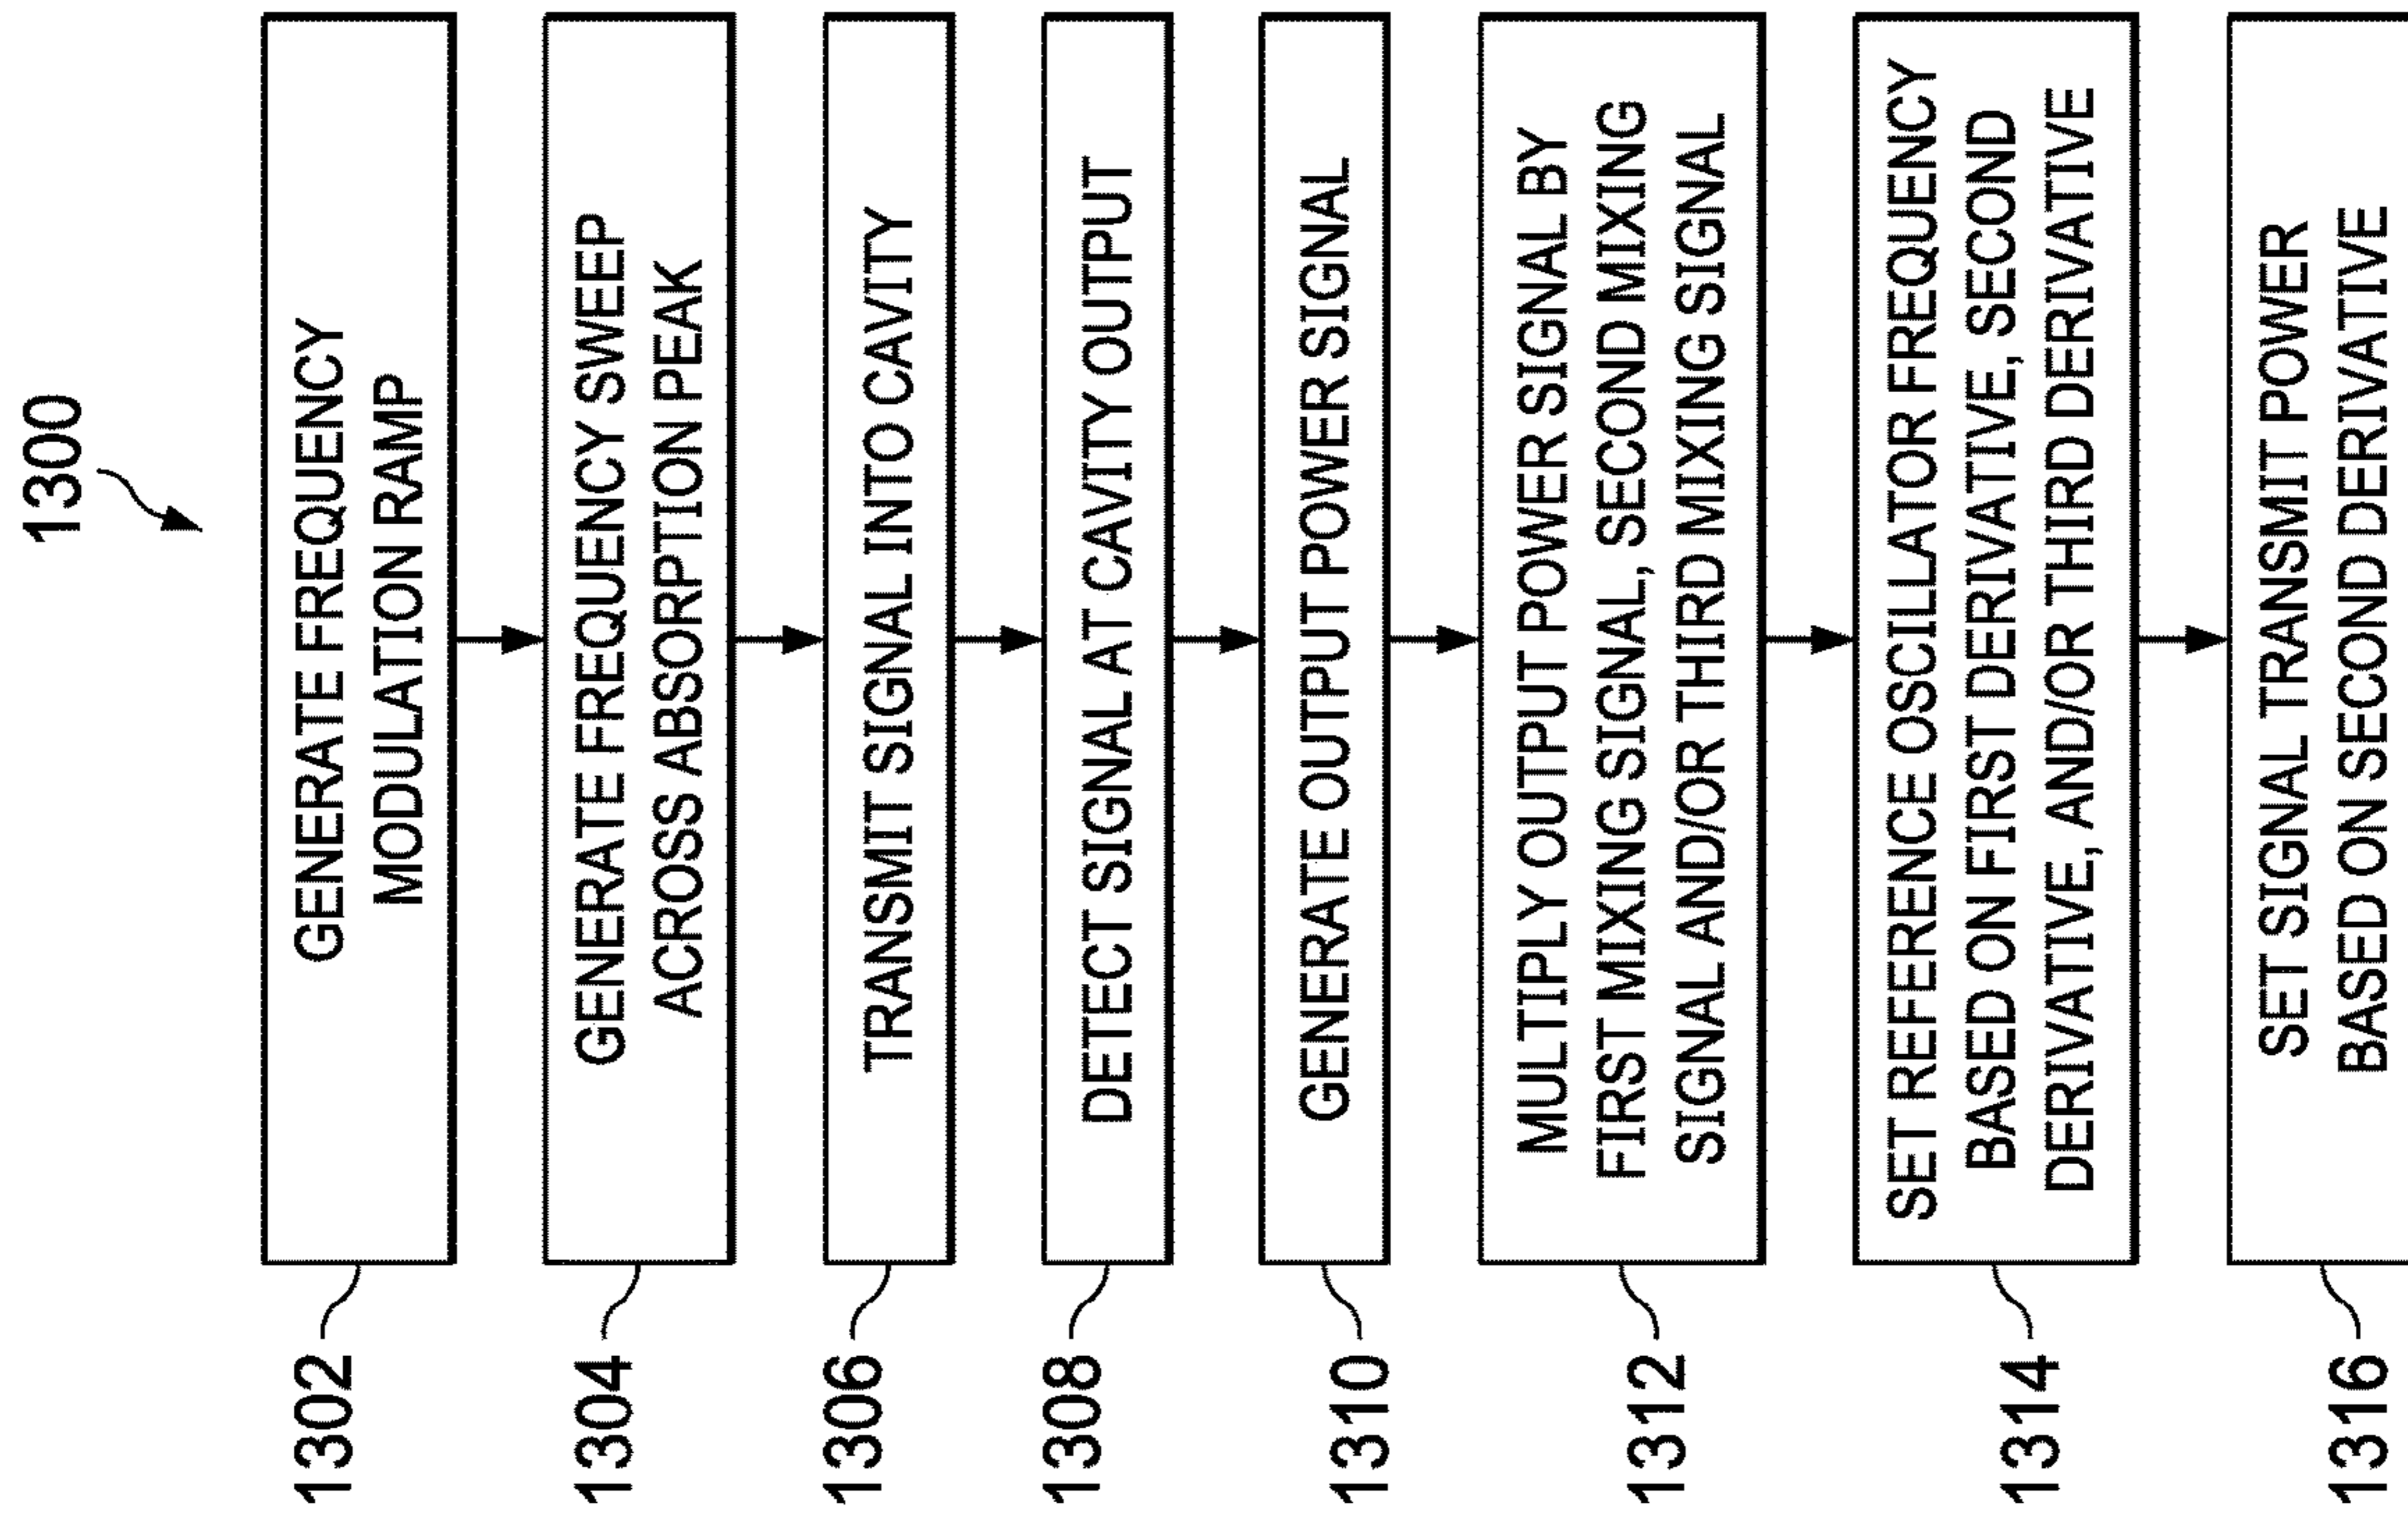 1300
1302
GENERATE FREQUENCY
MODULATION RAMP
1304
GENERATE FREQUENCY SWEEP
ACROSS ABSORPTION PEAK
1306
TRANSMIT SIGNAL INTO CAVITY
1308
DETECT SIGNAL AT CAVITY OUTPUT
1310
GENERATE OUTPUT POWER SIGNAL
1312
MULTIPLY OUTPUT POWER SIGNAL BY
FIRST MIXING SIGNAL, SECOND MIXING
SIGNAL AND/OR THIRD MIXING SIGNAL
1314
SET REFERENCE OSCILLATOR FREQUENCY
BASED ON FIRST DERIVATIVE, SECOND
DERIVATIVE, AND/OR THIRD DERIVATIVE
1316
SET SIGNAL TRANSMIT POWER
BASED ON SECOND DERIVATIVE